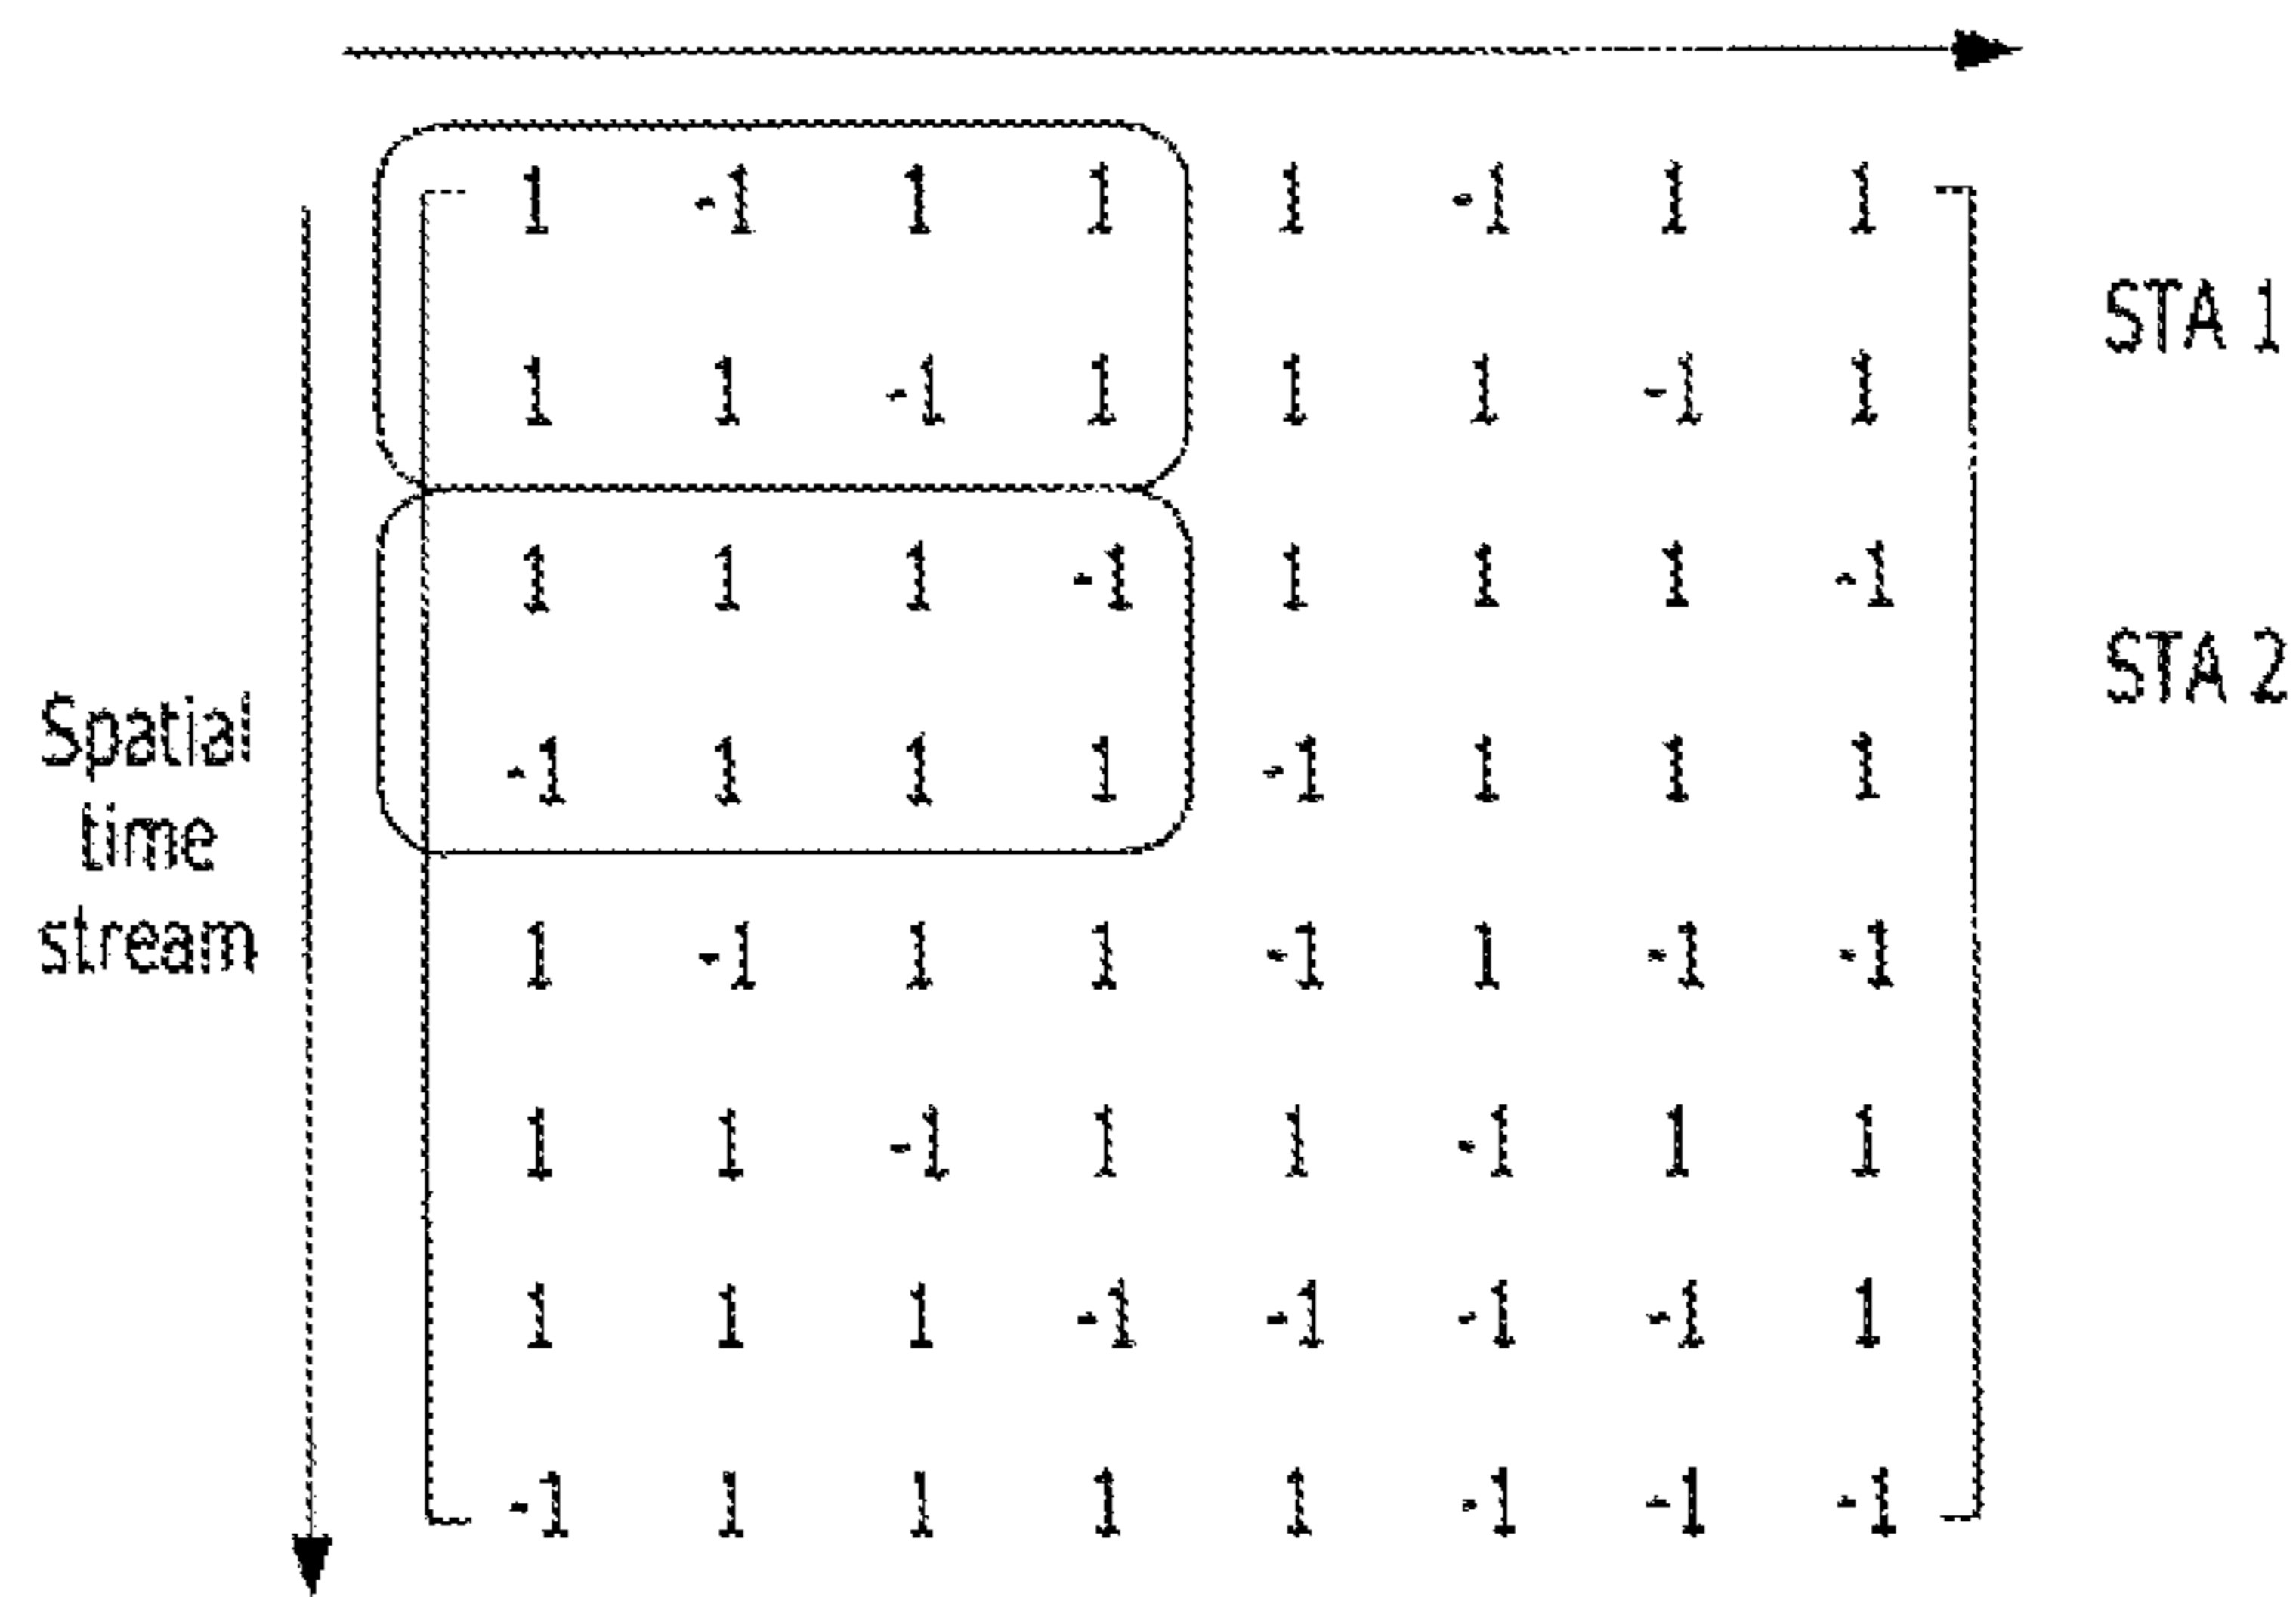 1 -1 1 1 1 -1 1 1
STA 1
1 1 -1 1 1 1 -1 1
1 1 1 -1 1 1 1 -1
STA 2
-1 1 1 1 -1 1 1 1
Spatial
time
stream
1 -1 1 1 -1 1 -1 -1
1 1 -1 1 1 -1 1 1
1 1 1 -1 -1 -1 -1 1
-1 1 1 1 1 -1 -1 -1